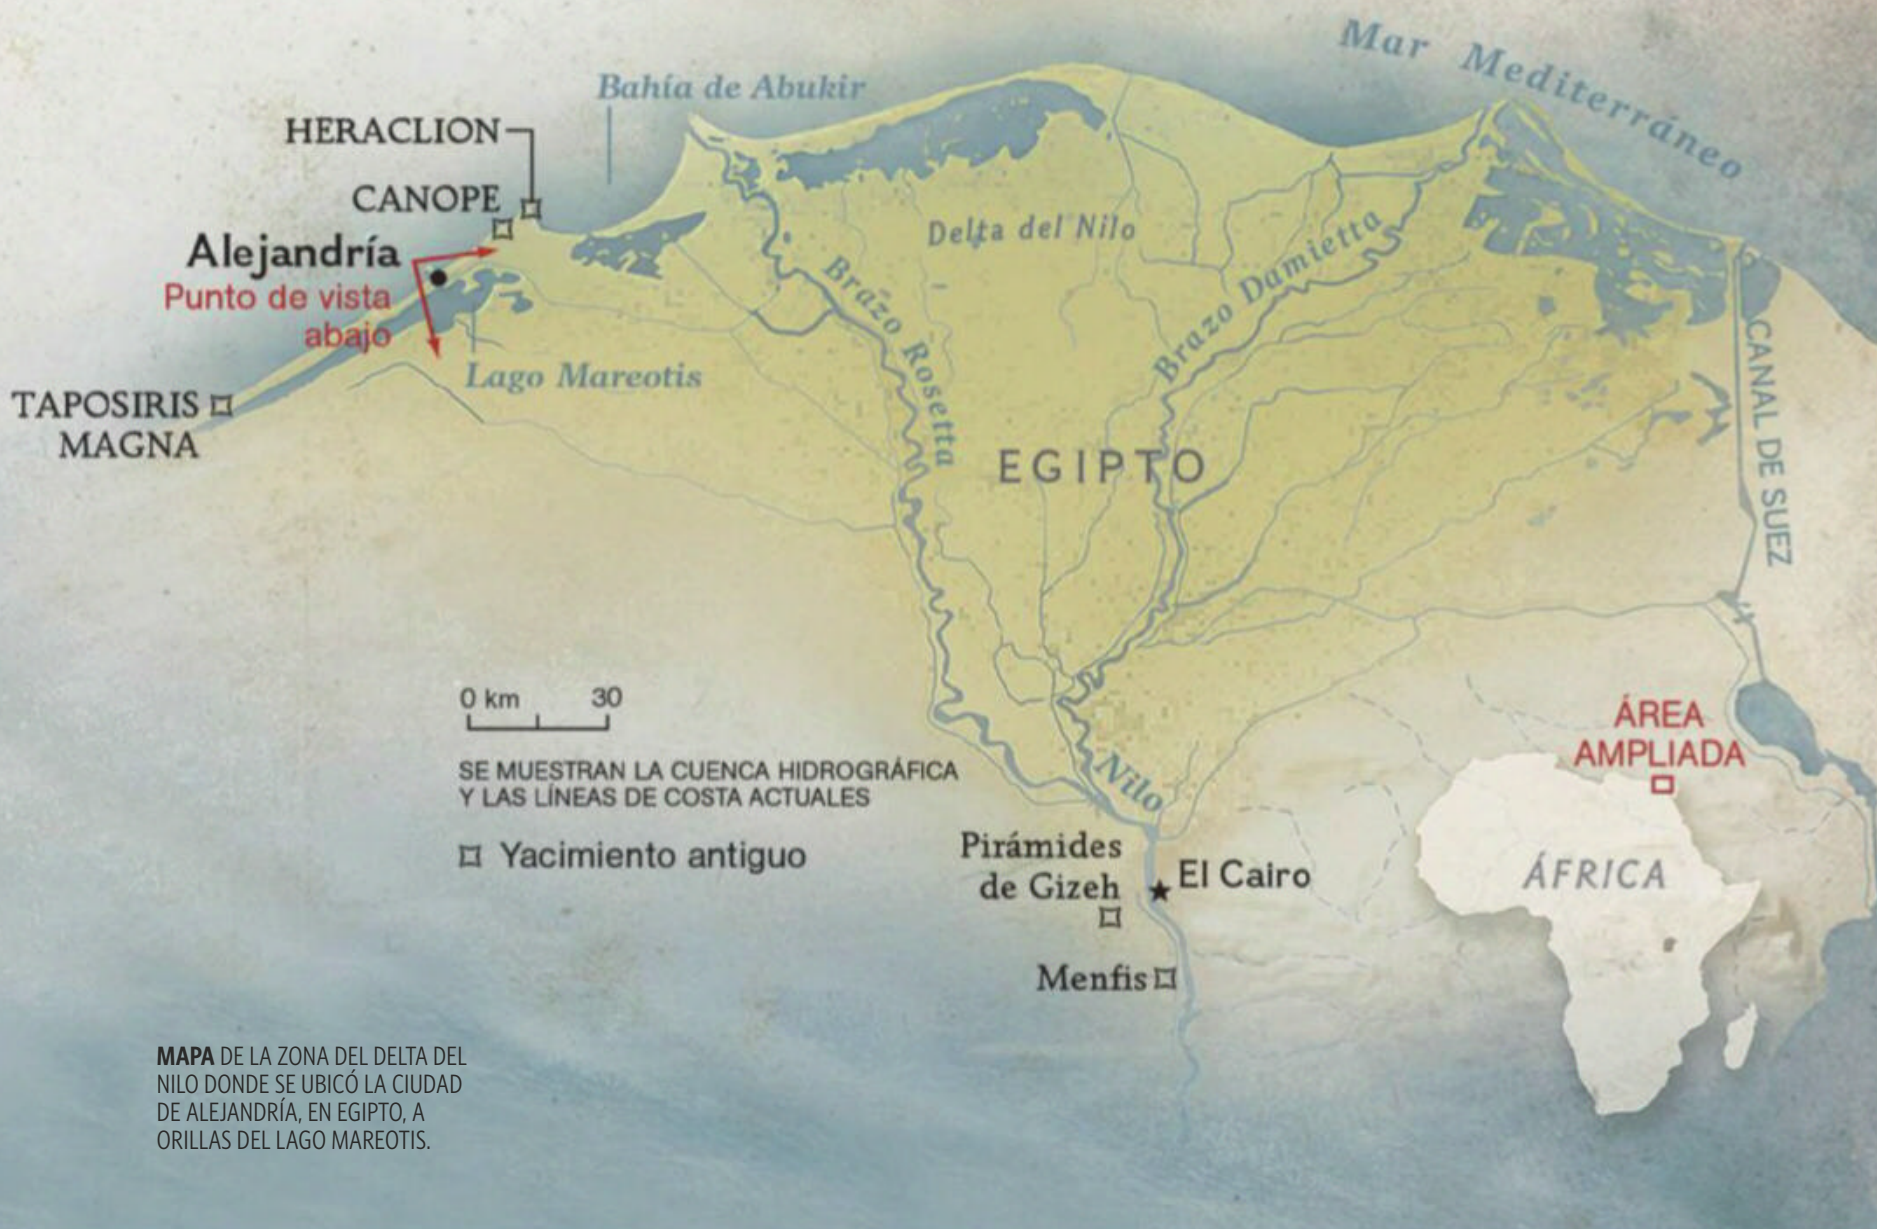 Mar Mediterráneo
Bahía de Abukir
HERACLION
CANOPE
Alejandría
Punto de vista
abajo
Delta del Nilo
Brazo Rosetta
Brazo Damietta
Lago Mareotis
TAPOSIRIS
MAGNA
EGIPTO
CANAL DE SUEZ
0 km 30
SE MUESTRAN LA CUENCA HIDROGRÁFICA
Y LAS LÍNEAS DE COSTA ACTUALES
Yacimiento antiguo
Nilo
Pirámides
de Gizeh
El Cairo
Menfis
ÁREA
AMPLIADA
ÁFRICA
MAPA DE LA ZONA DEL DELTA DEL
NILO DONDE SE UBICÓ LA CIUDAD
DE ALEJANDRÍA, EN EGIPTO, A
ORILLAS DEL LAGO MAREOTIS.